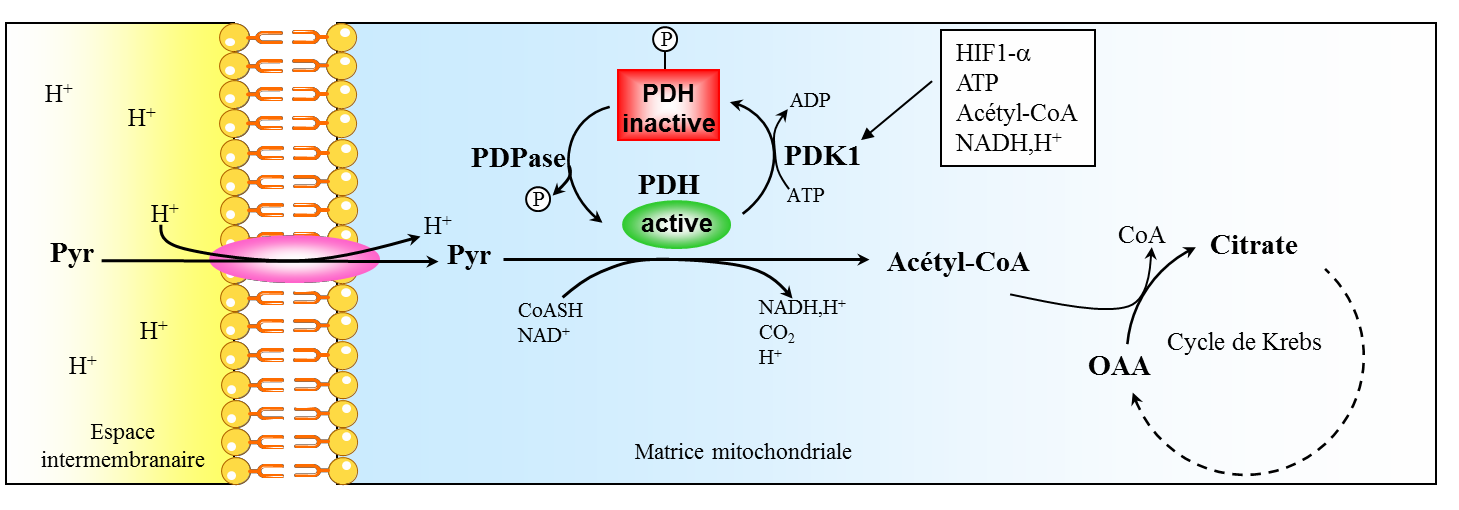 H⁺
H⁺
H⁺
Pyr
H⁺
H⁺
Espace
intermembranaire
H⁺
Pyr
P
PDH
inactive
PDPase
P
PDH
active
ADP
PDK1
ATP
HIF1-α
ATP
Acétyl-CoA
NADH,H⁺
CoASH
NAD⁺
NADH,H⁺
CO₂
H⁺
Acétyl-CoA
CoA
Citrate
Cycle de Krebs
OAA
Matrice mitochondriale